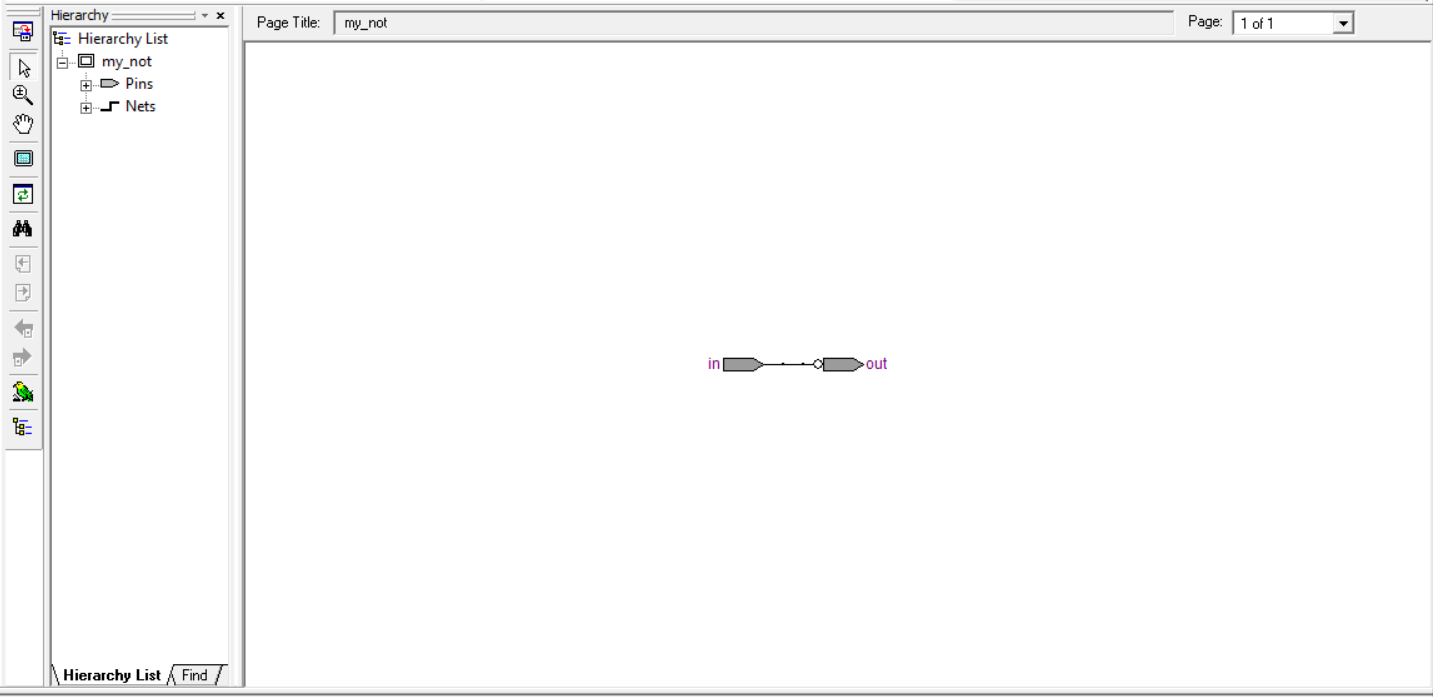 Hierarchy
Page Title: my_not Page: 1 of 1
Hierarchy List
my_not
Pins
Nets
in out
Hierarchy List Find